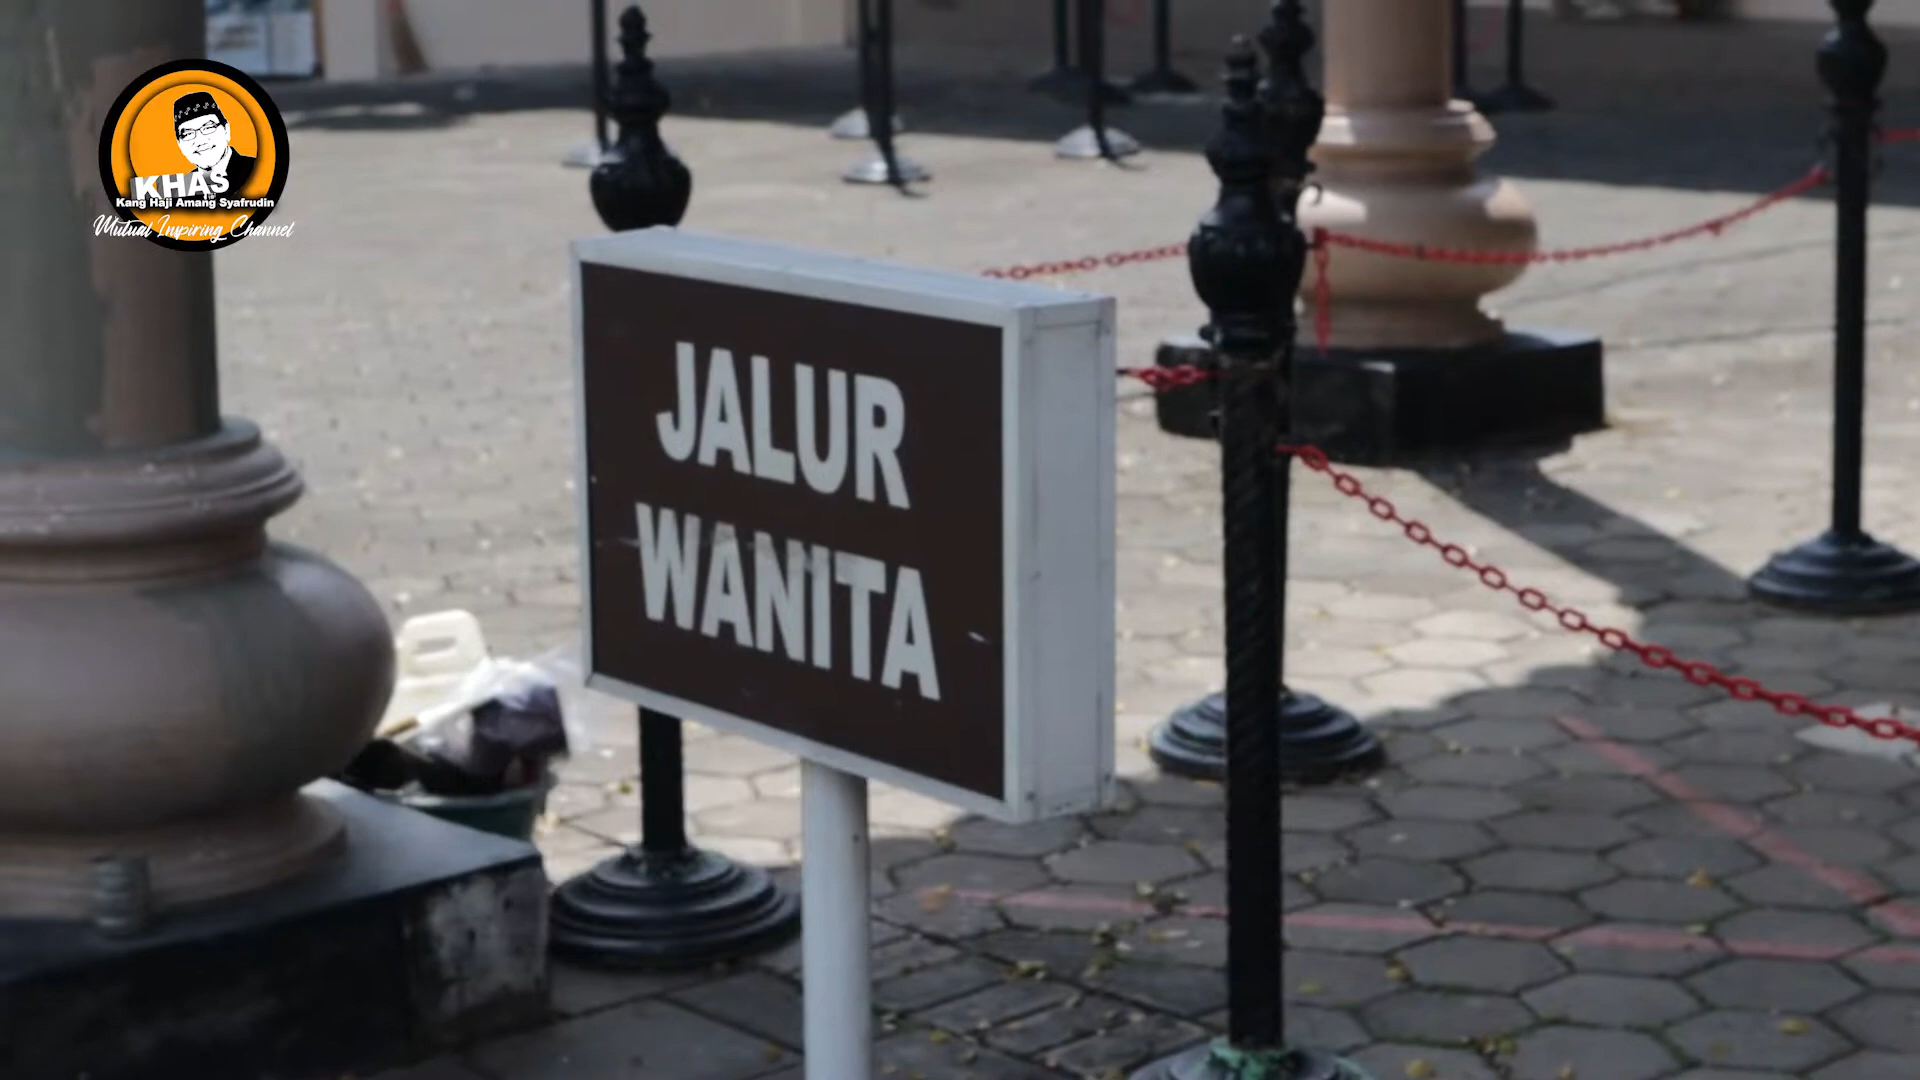 KHAS
Kang Haji Amang Syafrudin
Mutual Inspiring Channel
JALUR
WANITA